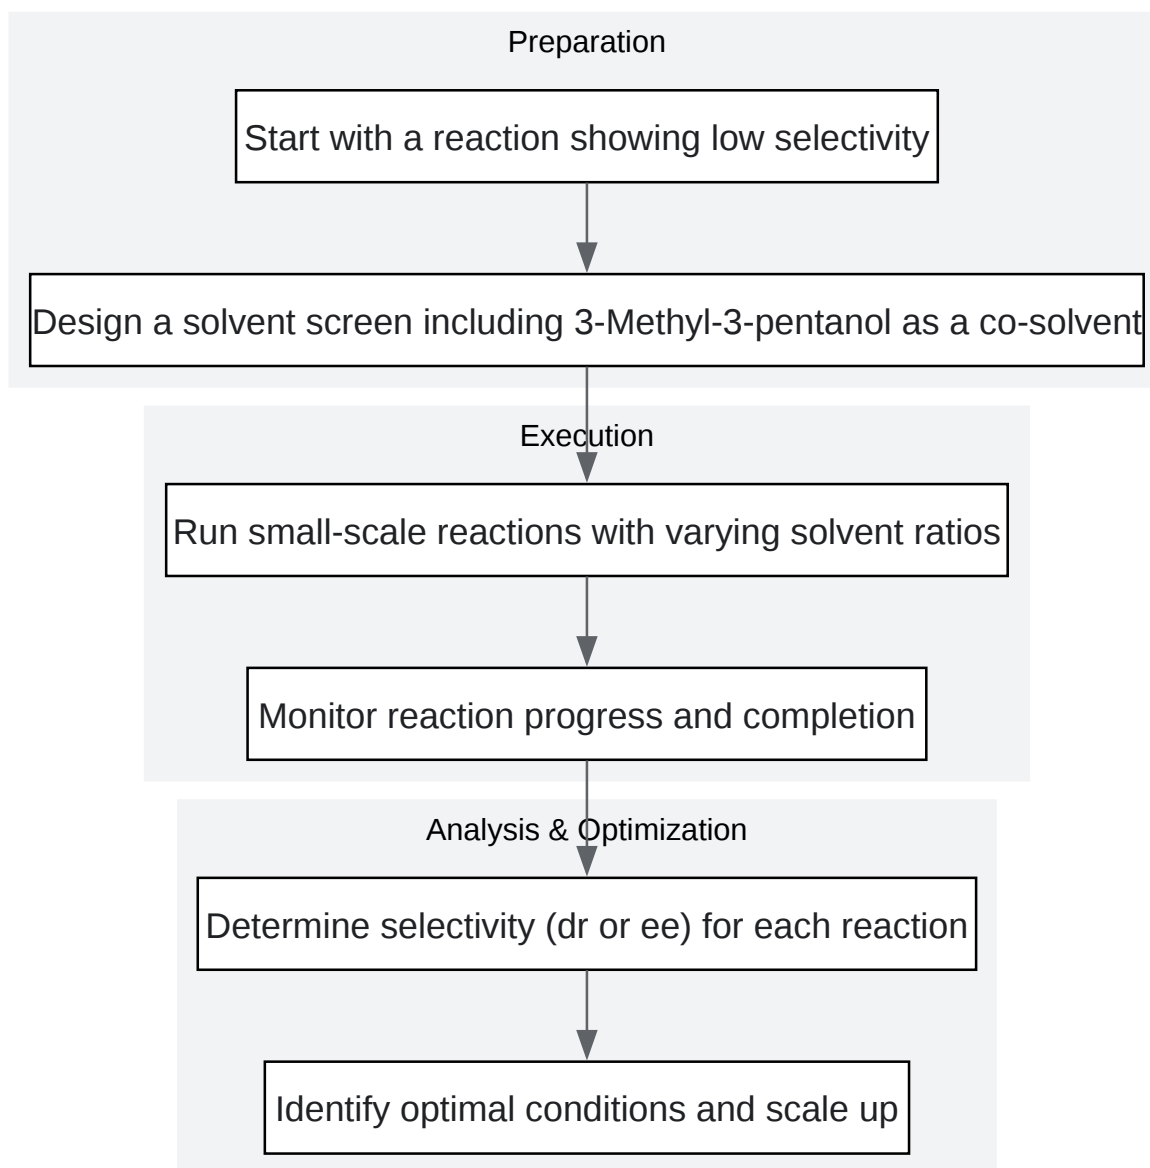 Preparation
Start with a reaction showing low selectivity
Design a solvent screen including 3-Methyl-3-pentanol as a co-solvent
Execution
Run small-scale reactions with varying solvent ratios
Monitor reaction progress and completion
Analysis & Optimization
Determine selectivity (dr or ee) for each reaction
Identify optimal conditions and scale up